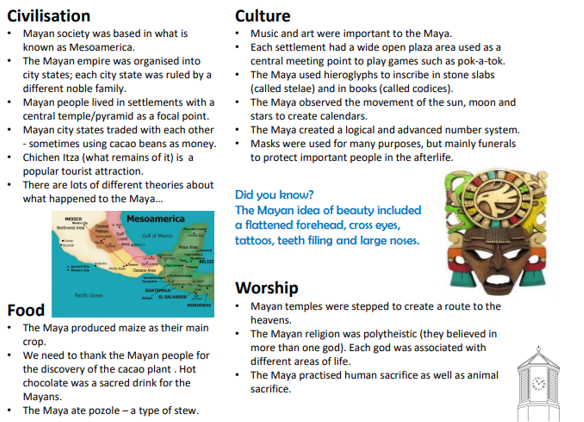 Civilisation
• Mayan society was based in what is
known as Mesoamerica.
• The Mayan empire was organised into
city states; each city state was ruled by a
different noble family.
• Mayan people lived in settlements with a
central temple/pyramid as a focal point.
• Mayan city states traded with each other
- sometimes using cacao beans as money.
• Chichen Itza (what remains of it) is a
popular tourist attraction.
• There are lots of different theories about
what happened to the Maya…
Mesoamerica
MEXICO
Northwest Area
Gulf of Mexico
Gulf
Coast
Area
Maya Area
Oaxaca Area
BELIZE
Pacific Ocean
GUATEMALA
EL SALVADOR
HONDURAS
Food
• The Maya produced maize as their main
crop.
• We need to thank the Mayan people for
the discovery of the cacao plant . Hot
chocolate was a sacred drink for the
Mayans.
• The Maya ate pozole – a type of stew.
Culture
• Music and art were important to the Maya.
• Each settlement had a wide open plaza area used as a
central meeting point to play games such as pok-a-tok.
• The Maya used hieroglyphs to inscribe in stone slabs
(called stelae) and in books (called codices).
• The Maya observed the movement of the sun, moon and
stars to create calendars.
• The Maya created a logical and advanced number system.
• Masks were used for many purposes, but mainly funerals
to protect important people in the afterlife.
Did you know?
The Mayan idea of beauty included
a flattened forehead, cross eyes,
tattoos, teeth filing and large noses.
Worship
• Mayan temples were stepped to create a route to the
heavens.
• The Mayan religion was polytheistic (they believed in
more than one god). Each god was associated with
different areas of life.
• The Maya practised human sacrifice as well as animal
sacrifice.